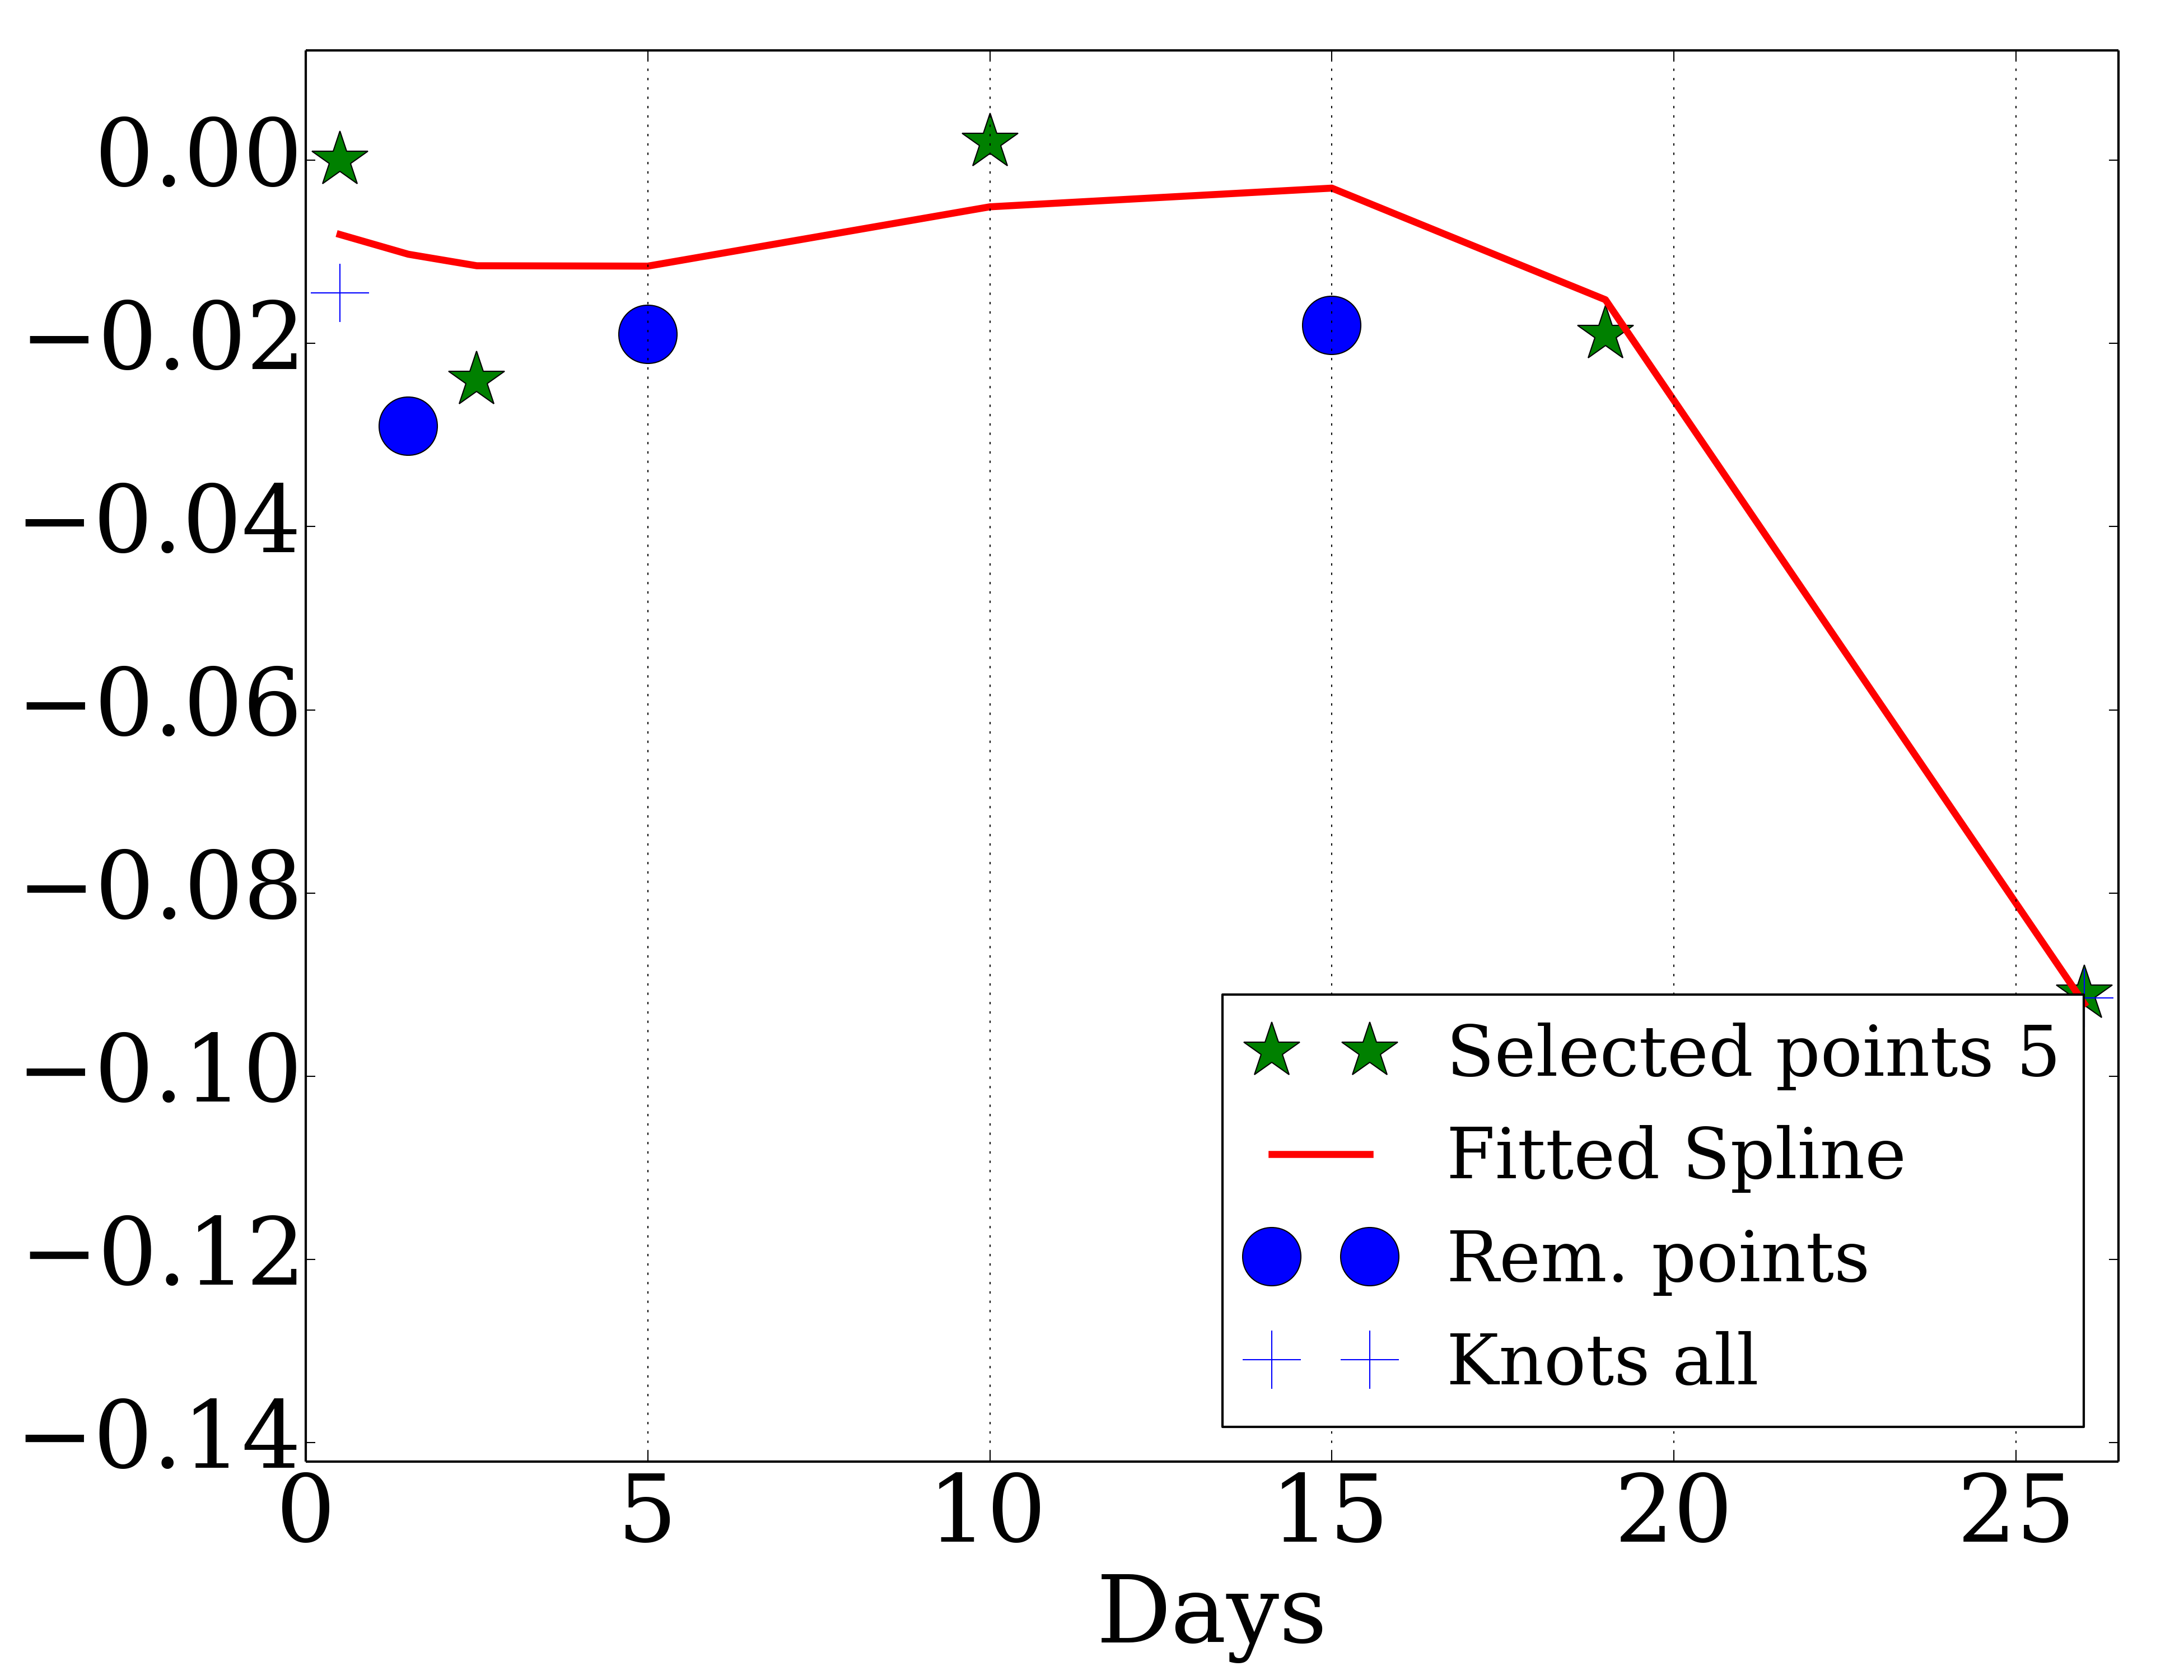 0.00
−0.02
−0.04
−0.06
−0.08
−0.10
−0.12
−0.14
0 5 10 15 20 25
Days
Selected points 5
Fitted Spline
Rem. points
Knots all